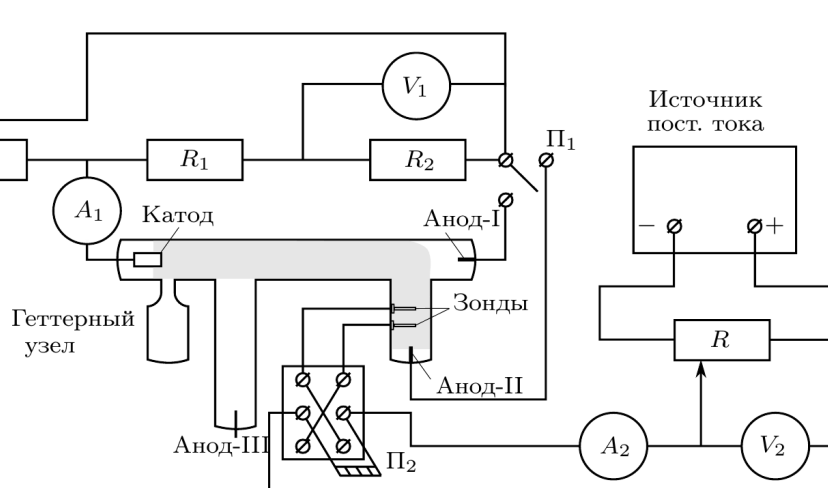 V₁
Источник
пост. тока
П₁
R₁
R₂
A₁
Катод
Анод-I
− +
Зонды
Геттерный
узел
R
Анод-II
Анод-III
П₂
A₂
V₂